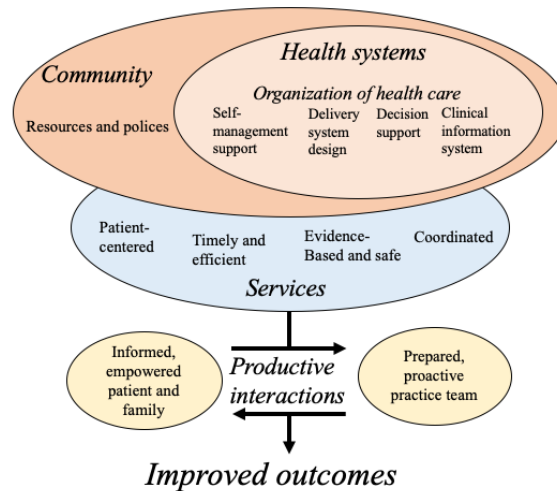 Health systems
Community
Organization of health care
Resources and polices
Self-
management
support
Delivery
system
design
Decision
support
Clinical
information
system
Patient-
centered
Timely and
efficient
Evidence-
Based and safe
Coordinated
Services
Informed,
empowered
patient and
family
Productive
interactions
Prepared,
proactive
practice team
Improved outcomes